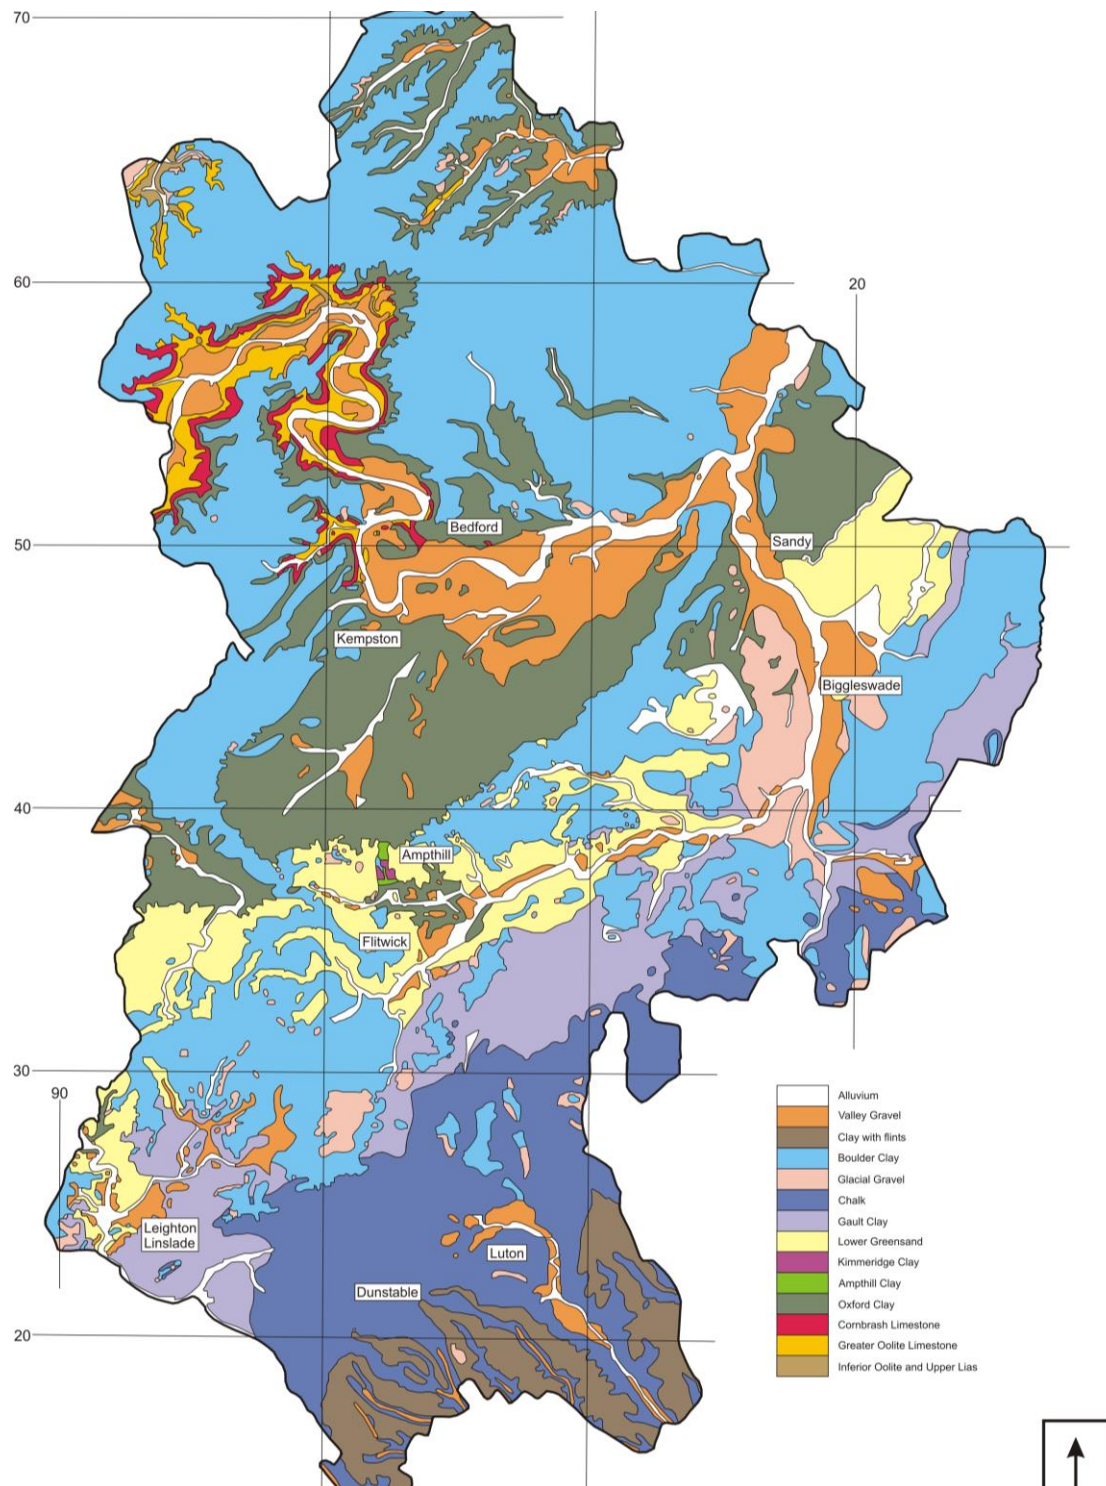 70
60
20
Bedford
50
Sandy
Kempston
Biggleswade
40
Ampthill
Flitwick
30
90
Leighton
Linslade
Luton
Dunstable
20
Alluvium
Valley Gravel
Clay with flints
Boulder Clay
Glacial Gravel
Chalk
Gault Clay
Lower Greensand
Kimmeridge Clay
Ampthill Clay
Oxford Clay
Cornbrash Limestone
Greater Oolite Limestone
Inferior Oolite and Upper Lias